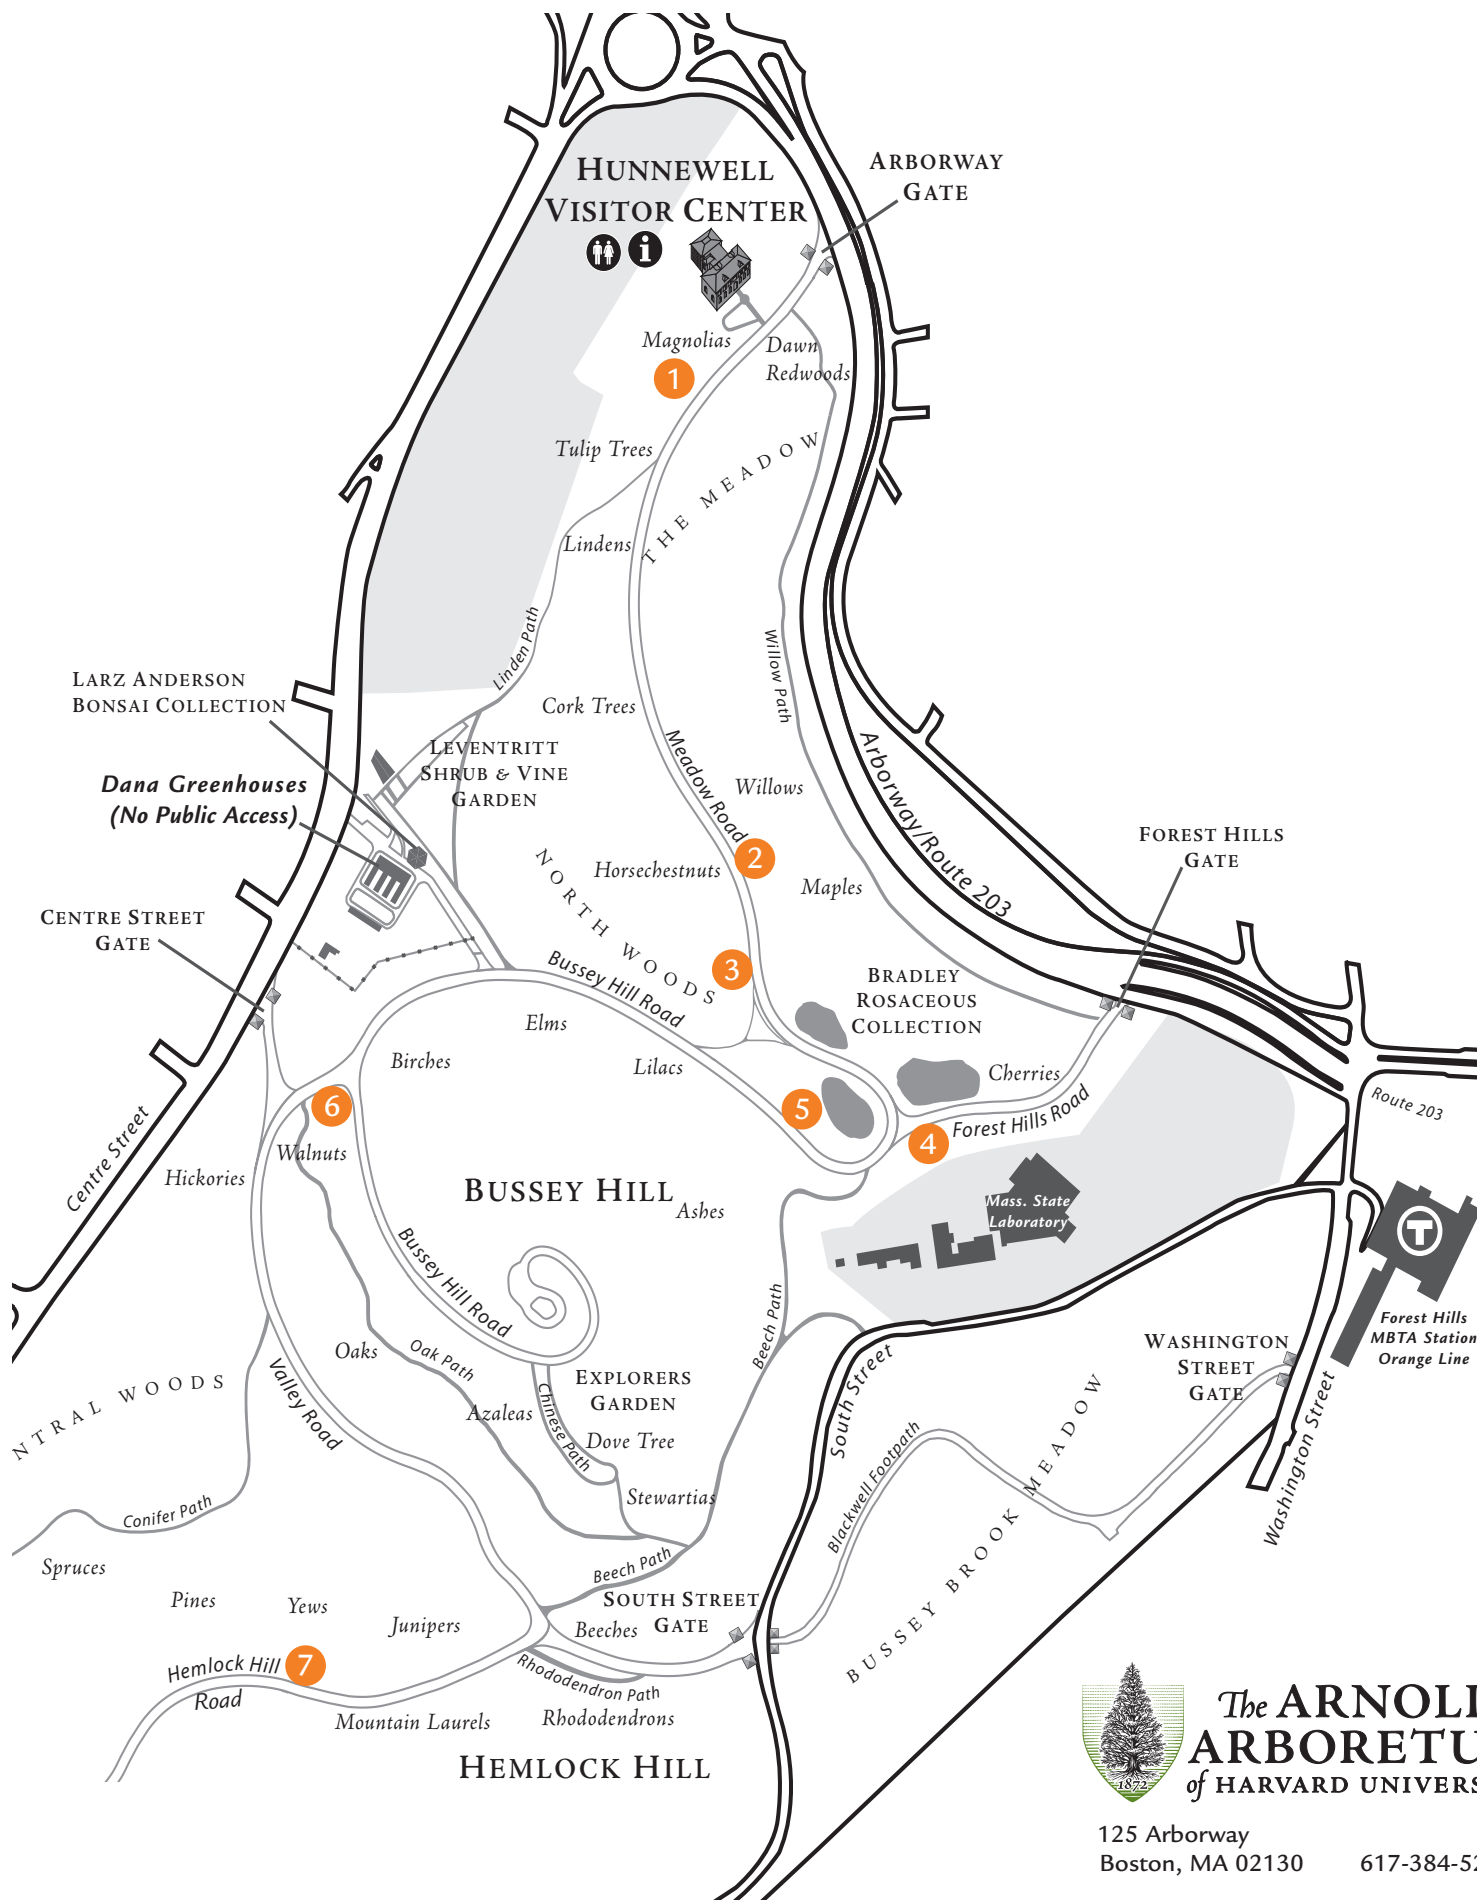 HUNNEWELL
VISITOR CENTER
i
ARBORWAY
GATE
Magnolias
1
Dawn
Redwoods
Tulip Trees
THE MEADOW
Lindens
Linden Path
Willow Path
LARZ ANDERSON
BONSAI COLLECTION
Cork Trees
LEVENTRITT
SHRUB & VINE
GARDEN
Meadow Road
Willows
Arborway/Route 203
Dana Greenhouses
(No Public Access)
2
Horsechestnuts
Maples
NORTH WOODS
FOREST HILLS
GATE
CENTRE STREET
GATE
3
Bussey Hill Road
BRADLEY
ROSACEOUS
COLLECTION
Elms
Birches
Lilacs
Cherries
6
5
4
Forest Hills Road
Route 203
Centre Street
Walnuts
Hickories
BUSSEY HILL
Ashes
Mass. State
Laboratory
T
Bussey Hill Road
Beech Path
Forest Hills
MBTA Station
Orange Line
Oaks
Oak Path
Valley Road
South Street
WASHINGTON
STREET
GATE
Washington Street
NTRAL WOODS
EXPLORERS
GARDEN
Chinese Path
Azaleas
Dove Tree
Stewartias
Blackwell Footpath
BUSSEY BROOK MEADOW
Conifer Path
Spruces
Beech Path
Pines
Yews
Junipers
SOUTH STREET
GATE
Beeches
7
Hemlock Hill
Road
Rhododendron Path
Mountain Laurels
Rhododendrons
HEMLOCK HILL
1872
The ARNOL
ARBORETU
of HARVARD UNIVERS
125 Arborway
Boston, MA 02130 617-384-52